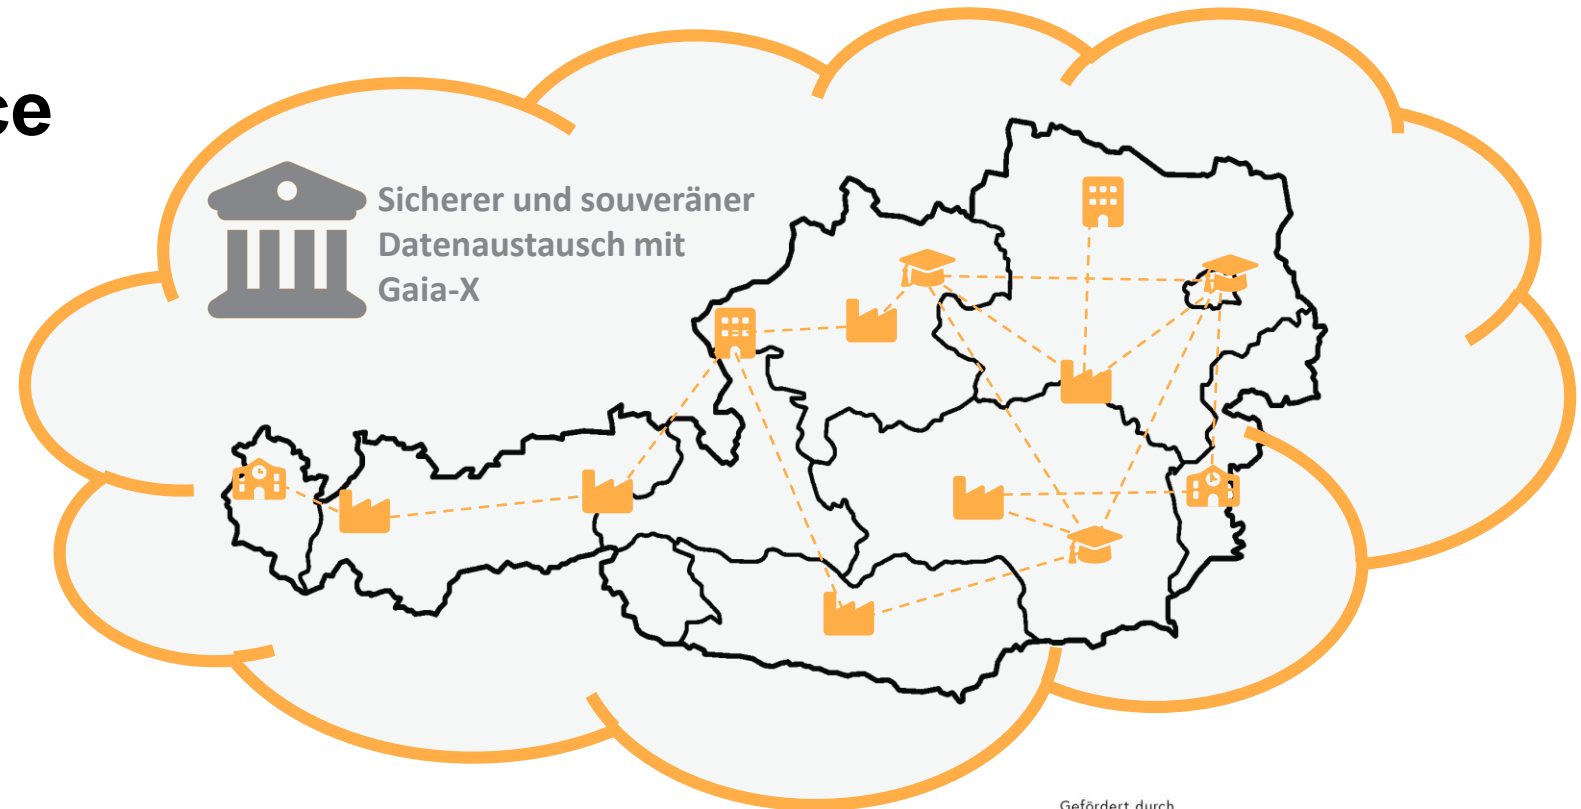 ce
Sicherer und souveräner
Datenaustausch mit
Gaia-X
Gefördert durch